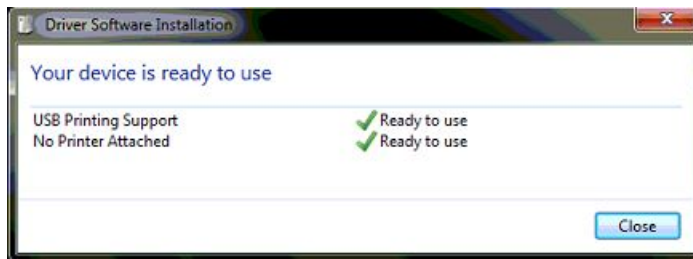 Driver Software Installation
Your device is ready to use
USB Printing Support Ready to use
No Printer Attached Ready to use
Close